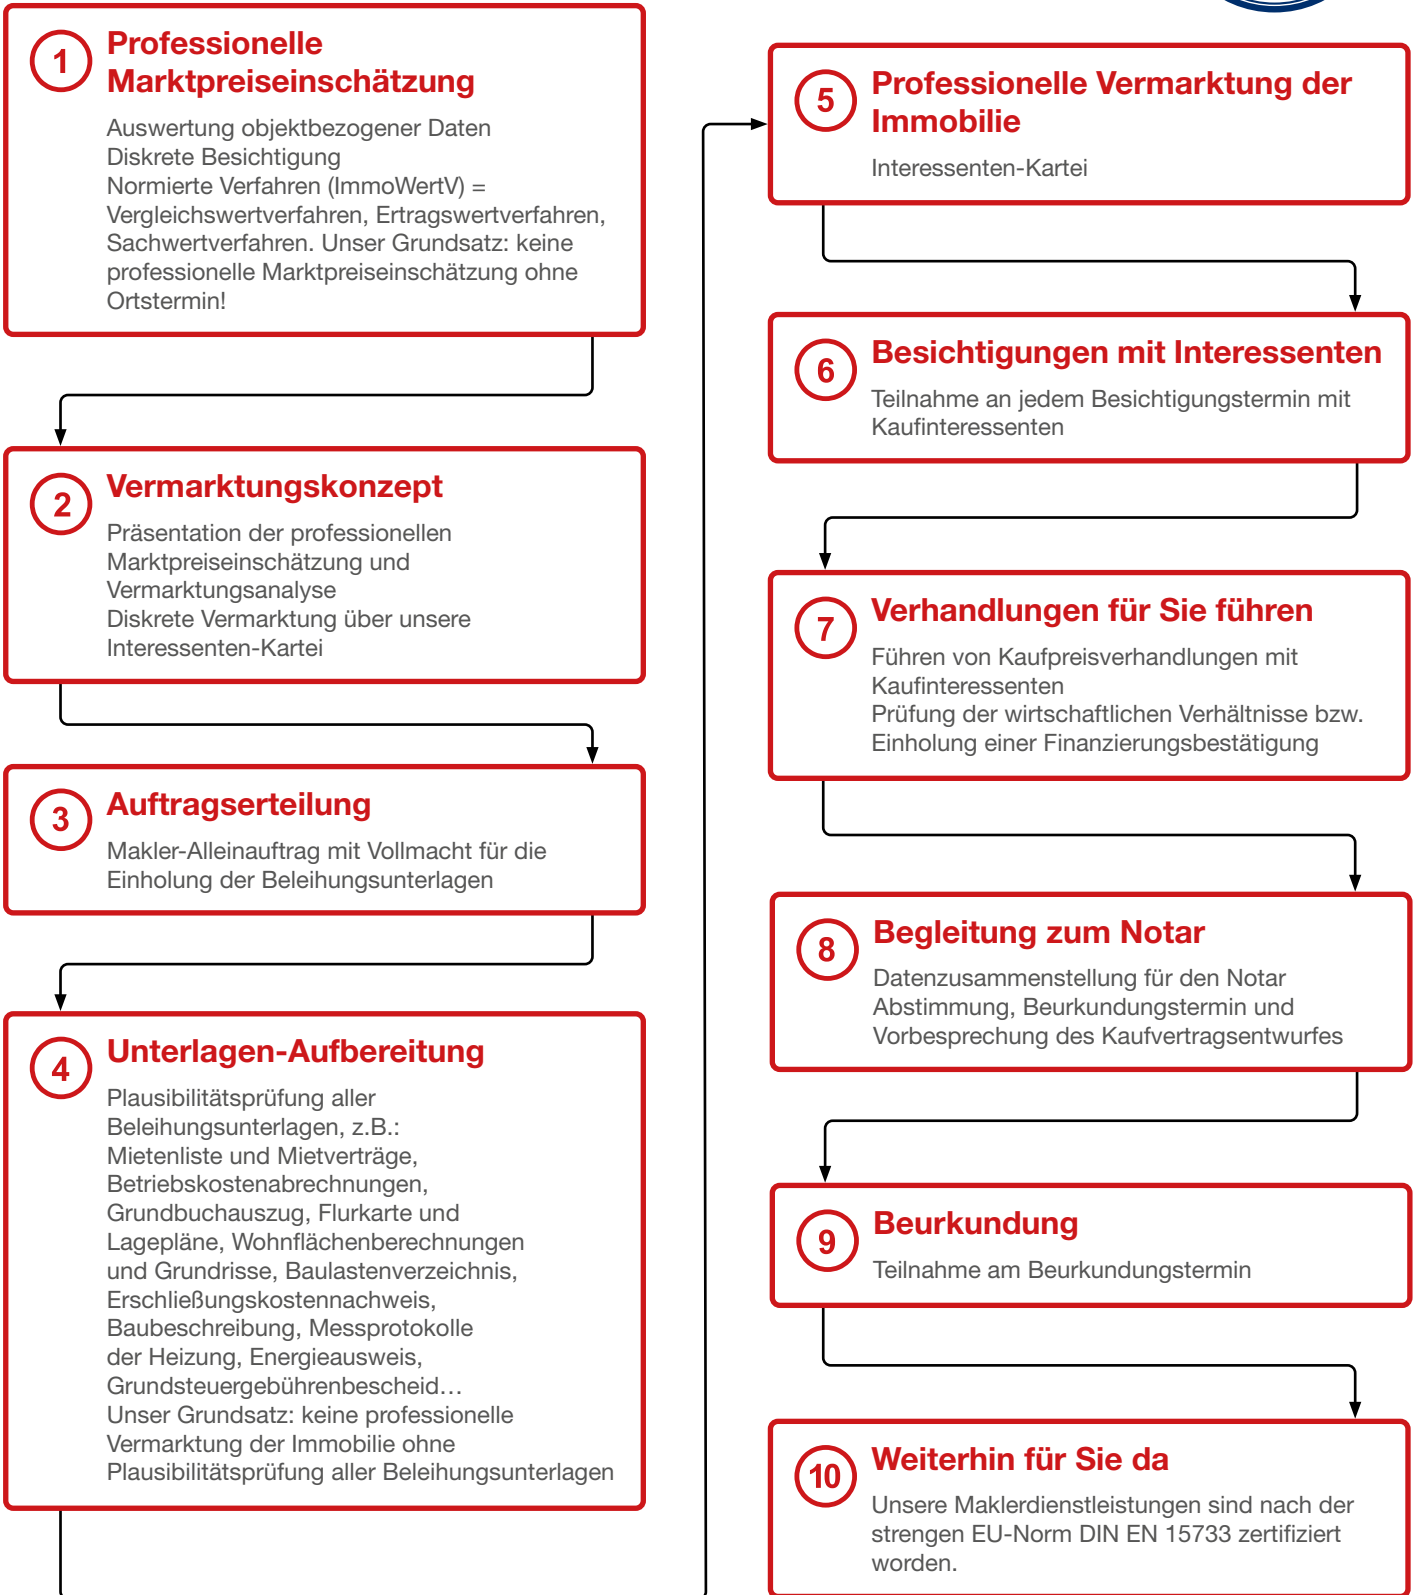 1
Professionelle
Marktpreiseinschätzung
Auswertung objektbezogener Daten
Diskrete Besichtigung
Normierte Verfahren (ImmoWertV) =
Vergleichswertverfahren, Ertragswertverfahren,
Sachwertverfahren. Unser Grundsatz: keine
professionelle Marktpreiseinschätzung ohne
Ortstermin!
2
Vermarktungskonzept
Präsentation der professionellen
Marktpreiseinschätzung und
Vermarktungsanalyse
Diskrete Vermarktung über unsere
Interessenten-Kartei
3
Auftragserteilung
Makler-Alleinauftrag mit Vollmacht für die
Einholung der Beleihungsunterlagen
4
Unterlagen-Aufbereitung
Plausibilitätsprüfung aller
Beleihungsunterlagen, z.B.:
Mietenliste und Mietverträge,
Betriebskostenabrechnungen,
Grundbuchauszug, Flurkarte und
Lagepläne, Wohnflächenberechnungen
und Grundrisse, Baulastenverzeichnis,
Erschließungskostennachweis,
Baubeschreibung, Messprotokolle
der Heizung, Energieausweis,
Grundsteuergebührenbescheid…
Unser Grundsatz: keine professionelle
Vermarktung der Immobilie ohne
Plausibilitätsprüfung aller Beleihungsunterlagen
5
Professionelle Vermarktung der
Immobilie
Interessenten-Kartei
6
Besichtigungen mit Interessenten
Teilnahme an jedem Besichtigungstermin mit
Kaufinteressenten
7
Verhandlungen für Sie führen
Führen von Kaufpreisverhandlungen mit
Kaufinteressenten
Prüfung der wirtschaftlichen Verhältnisse bzw.
Einholung einer Finanzierungsbestätigung
8
Begleitung zum Notar
Datenzusammenstellung für den Notar
Abstimmung, Beurkundungstermin und
Vorbesprechung des Kaufvertragsentwurfes
9
Beurkundung
Teilnahme am Beurkundungstermin
10
Weiterhin für Sie da
Unsere Maklerdienstleistungen sind nach der
strengen EU-Norm DIN EN 15733 zertifiziert
worden.